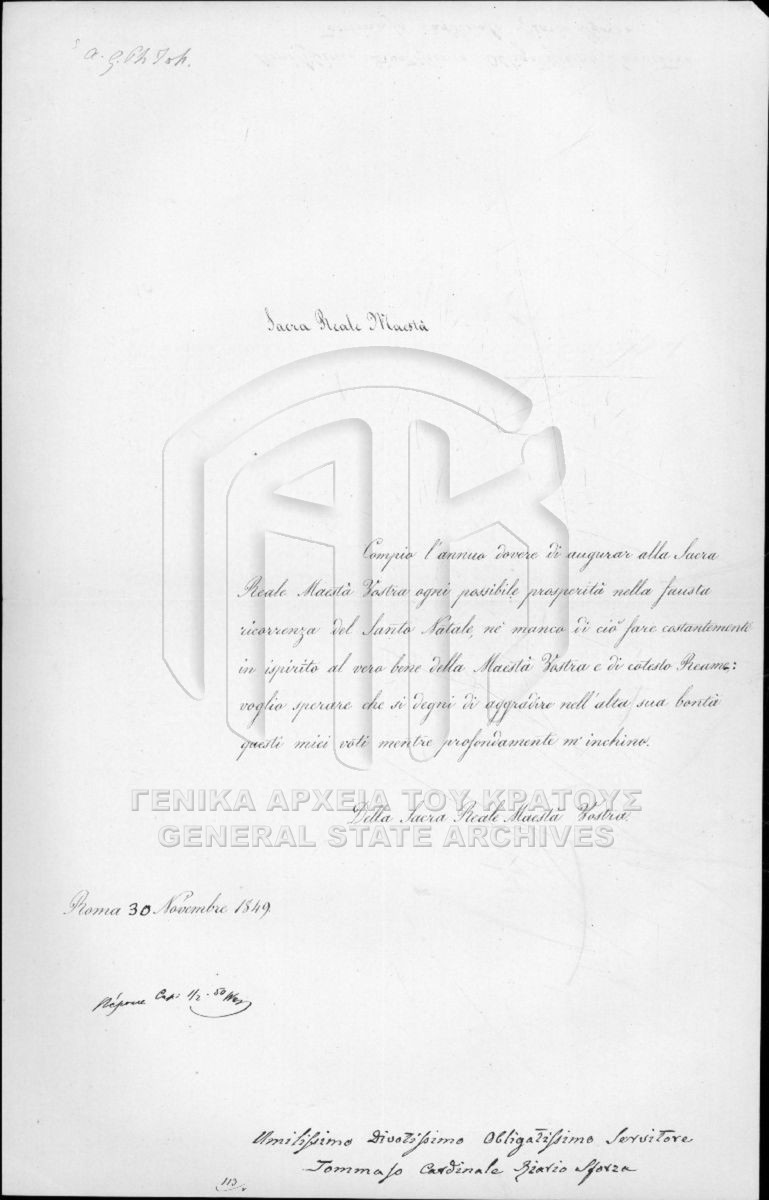 Sacra Reale Maestà
Compio l'annuo dovere di augurar alla Sacra
Reale Maestà Vostra ogni possibile prosperità nella fausta
ricorrenza del Santo Natale, nè manco di ciò fare costantemente
in ispirito al vero bene della Maestà Vostra e di cotesto Reame:
voglio sperare che si degni di aggradire nell'alta sua bontà
questi miei voti mentre profondamente m'inchino.
ΓΕΝΙΚΑ ΑΡΧΕΙΑ ΤΟΥ ΚΡΑΤΟΥΣ
Della Sacra Reale Maestà Vostra.
GENERAL STATE ARCHIVES
Roma 30 Novembre 1849.
Umilissimo Divotissimo Obligatissimo Servitore
Tommaso Cardinale Riario Sforza
113